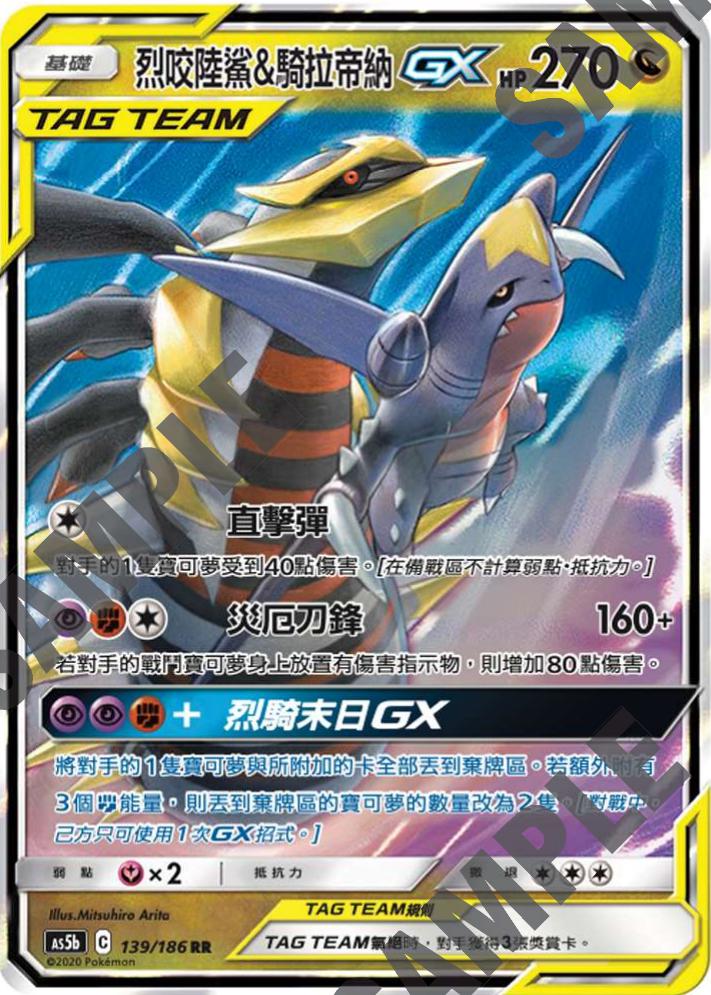 基礎 烈咬陸鯊&騎拉帝納 GX HP 270
TAG TEAM
直擊彈
對手的1隻寶可夢受到40點傷害。[在備戰區不計算弱點・抵抗力。]
災厄刀鋒 160+
若對手的戰鬥寶可夢身上放置有傷害指示物，則增加80點傷害。
+ 烈騎末日GX
將對手的1隻寶可夢與所附加的卡全部丟到棄牌區。若額外附有
3個能量，則丟到棄牌區的寶可夢的數量改為2隻。[對戰中，
己方只可使用1次GX招式。]
弱點 ×2 抵抗力 撤退
Illus.Mitsuhiro Arita
TAG TEAM規則
AS5b C 139/186 RR
TAG TEAM氣絕時，對手獲得3張獎賞卡。
©2020 Pokémon
SAMPLE
SAMPLE
SAMPLE